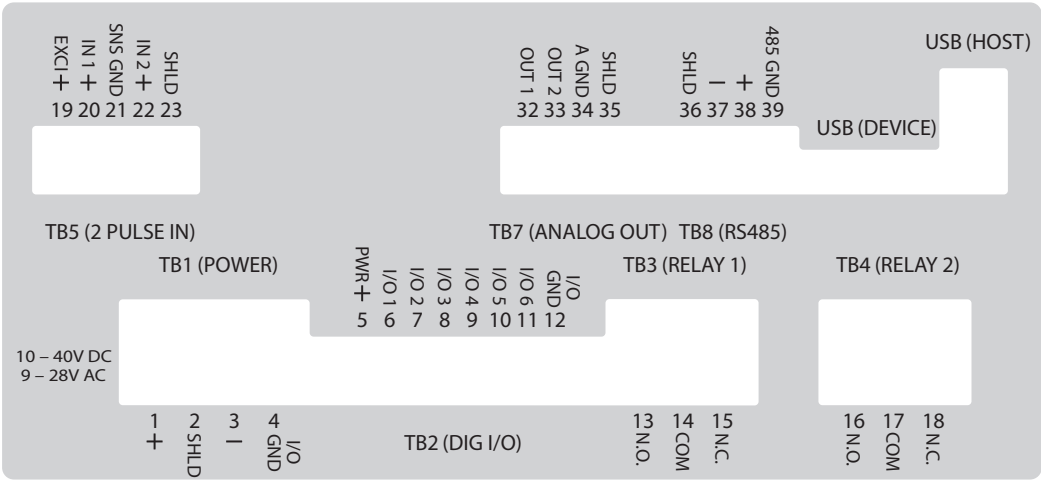 EXCI +
IN 1 +
SNS GND
IN 2 +
SHLD
19 20 21 22 23
OUT 1
OUT 2
A GND
SHLD
32 33 34 35
SHLD
–
+
485 GND
36 37 38 39
USB (HOST)
USB (DEVICE)
TB5 (2 PULSE IN)
TB7 (ANALOG OUT) TB8 (RS485)
TB1 (POWER)
PWR +
I/O 1
I/O 2
I/O 3
I/O 4
I/O 5
I/O 6
I/O
GND
5 6 7 8 9 10 11 12
TB3 (RELAY 1)
TB4 (RELAY 2)
10 – 40V DC
9 – 28V AC
1 2 3 4
+
SHLD
–
I/O
GND
TB2 (DIG I/O)
13 14 15
N.O.
COM
N.C.
16 17 18
N.O.
COM
N.C.